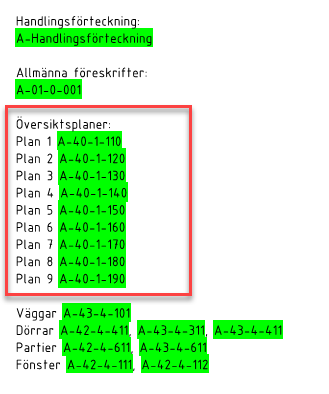 Handlingsförteckning:
A-Handlingsförteckning
Allmänna föreskrifter:
A-01-0-001
Översiktsplaner:
Plan 1 A-40-1-110
Plan 2 A-40-1-120
Plan 3 A-40-1-130
Plan 4 A-40-1-140
Plan 5 A-40-1-150
Plan 6 A-40-1-160
Plan 7 A-40-1-170
Plan 8 A-40-1-180
Plan 9 A-40-1-190
Väggar A-43-4-101
Dörrar A-42-4-411, A-43-4-311, A-43-4-411
Partier A-42-4-611, A-43-4-611
Fönster A-42-4-111, A-42-4-112